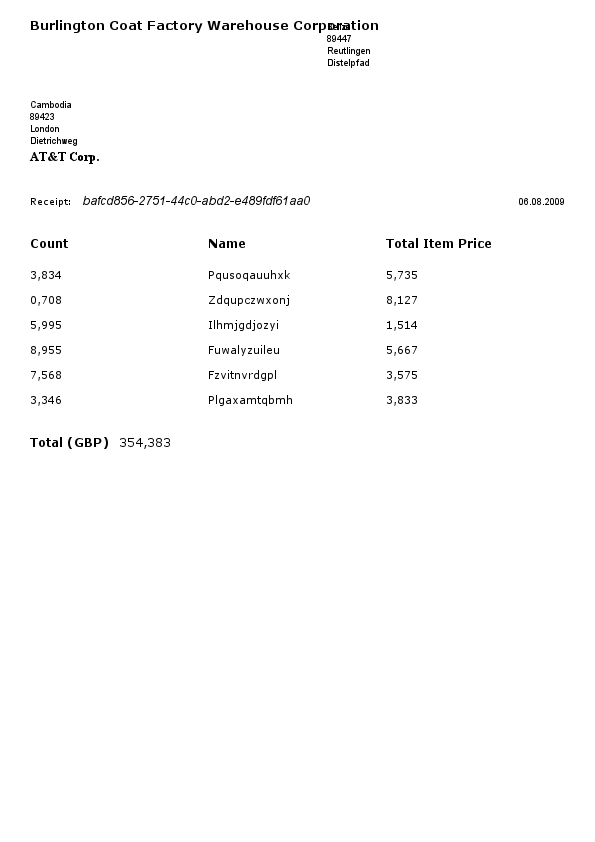 Burlington Coat Factory Warehouse Corporation
89447
Reutlingen
Distelpfad
Cambodia
89423
London
Dietrichweg
AT&T Corp.
Receipt: bafcd856-2751-44c0-abd2-e489fdf61aa0 06.08.2009
Count Name Total Item Price
3,834 Pqusoqauuhxk 5,735
0,708 Zdqupczwxonj 8,127
5,995 Ilhmjgdjozyi 1,514
8,955 Fuwalyzuileu 5,667
7,568 Fzvitnvrdgpl 3,575
3,346 Plgaxamtqbmh 3,833
Total (GBP) 354,383